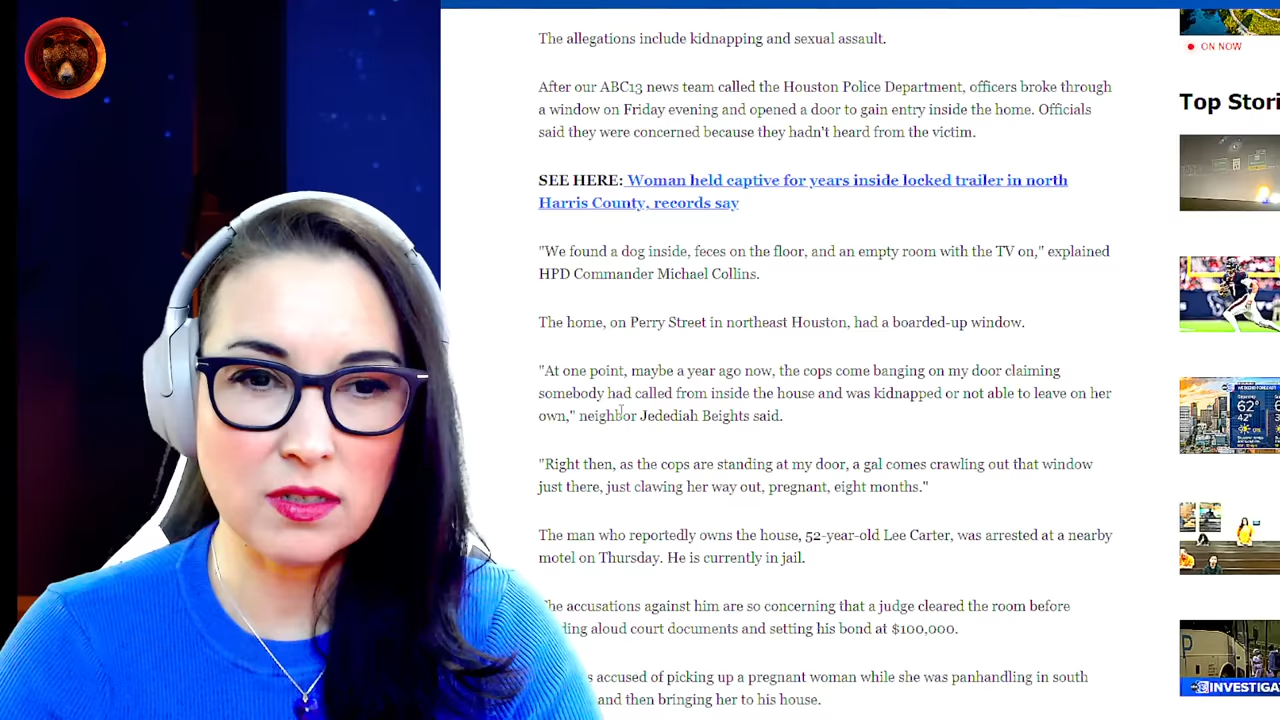 The allegations include kidnapping and sexual assault.
ON NOW
After our ABC13 news team called the Houston Police Department, officers broke through
a window on Friday evening and opened a door to gain entry inside the home. Officials
said they were concerned because they hadn't heard from the victim.
Top Stori
SEE HERE: Woman held captive for years inside locked trailer in north
Harris County, records say
"We found a dog inside, feces on the floor, and an empty room with the TV on," explained
HPD Commander Michael Collins.
The home, on Perry Street in northeast Houston, had a boarded-up window.
"At one point, maybe a year ago now, the cops come banging on my door claiming
somebody had called from inside the house and was kidnapped or not able to leave on her
own," neighbor Jedediah Beights said.
62°
42°
"Right then, as the cops are standing at my door, a gal comes crawling out that window
just there, just clawing her way out, pregnant, eight months."
The man who reportedly owns the house, 52-year-old Lee Carter, was arrested at a nearby
motel on Thursday. He is currently in jail.
he accusations against him are so concerning that a judge cleared the room before
ding aloud court documents and setting his bond at $100,000.
s accused of picking up a pregnant woman while she was panhandling in south
and then bringing her to his house.
13 INVESTIGA